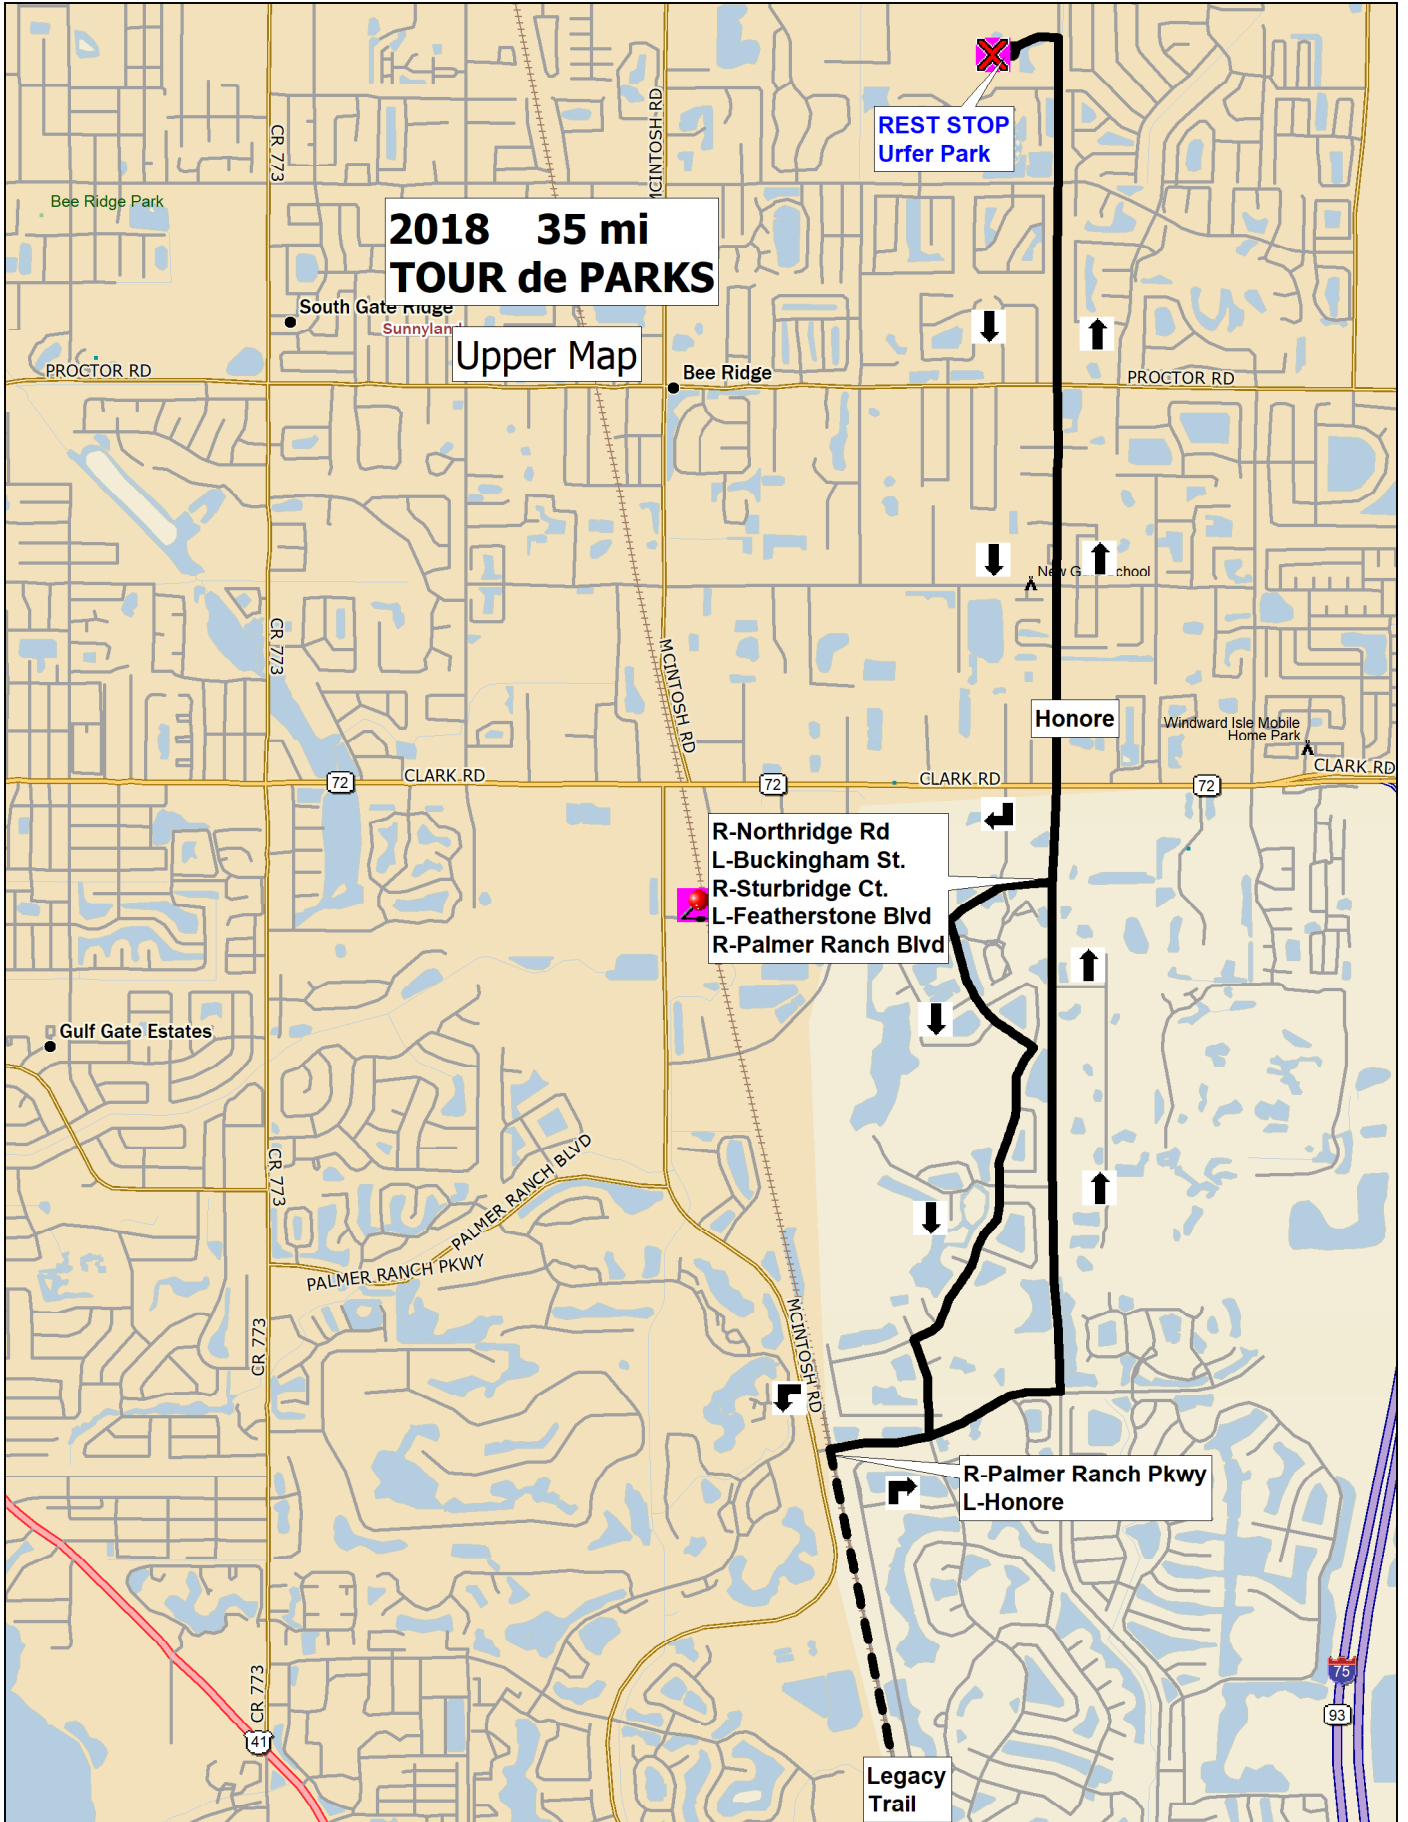 REST STOP
Urfer Park
CR 773
MCINTOSH RD
Bee Ridge Park
2018 35 mi
TOUR de PARKS
South Gate Ridge
Sunnyland
Upper Map
PROCTOR RD
Bee Ridge
PROCTOR RD
New G chool
CR 773
MCINTOSH RD
Honore
Windward Isle Mobile
Home Park
CLARK RD
72
CLARK RD
72
CLARK RD
72
R-Northridge Rd
L-Buckingham St.
R-Sturbridge Ct.
L-Featherstone Blvd
R-Palmer Ranch Blvd
Gulf Gate Estates
CR 773
PALMER RANCH BLVD
PALMER RANCH PKWY
CR 773
MCINTOSH RD
R-Palmer Ranch Pkwy
L-Honore
CR 773
41
75
93
Legacy
Trail